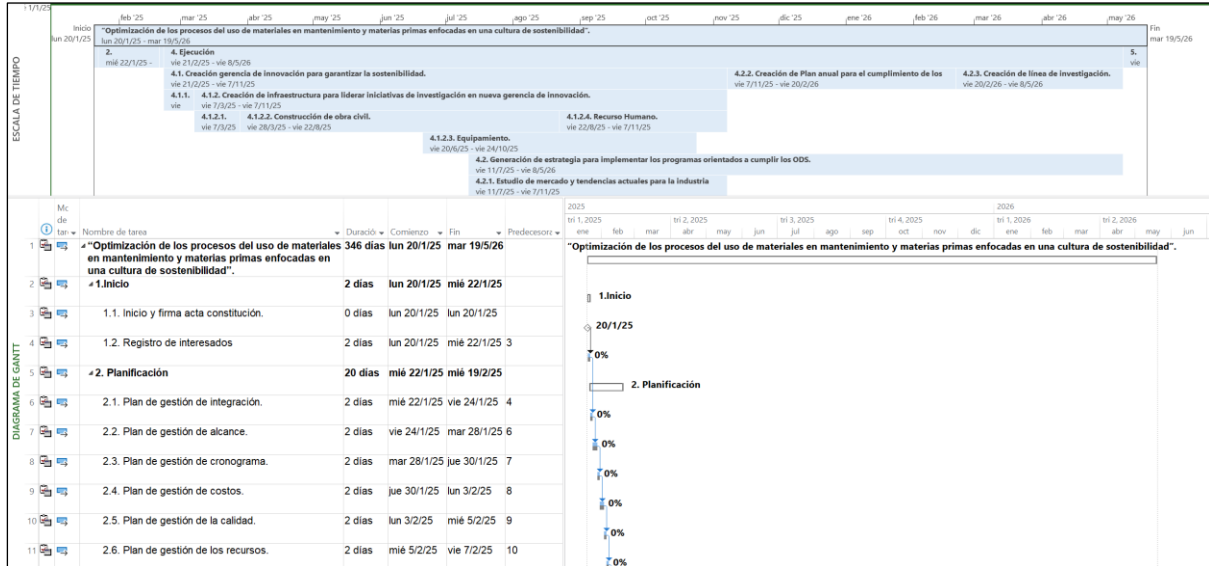 1/1/25
feb '25 mar '25 abr '25 may '25 jun '25 jul '25 ago '25 sep '25 oct '25 nov '25 dic '25 ene '26 feb '26 mar '26 abr '26 may '26
Inicio
lun 20/1/25
"Optimización de los procesos del uso de materiales en mantenimiento y materias primas enfocadas en una cultura de sostenibilidad".
lun 20/1/25 - mar 19/5/26
Fin
mar 19/5/26
2.
mié 22/1/25 -
4. Ejecución
vie 21/2/25 - vie 8/5/26
5.
vie
4.1. Creación gerencia de innovación para garantizar la sostenibilidad.
vie 21/2/25 - vie 7/11/25
4.2.2. Creación de Plan anual para el cumplimiento de los
vie 7/11/25 - vie 20/2/26
4.2.3. Creación de línea de investigación.
vie 20/2/26 - vie 8/5/26
4.1.1.
vie
4.1.2. Creación de infraestructura para liderar iniciativas de investigación en nueva gerencia de innovación.
vie 7/3/25 - vie 7/11/25
4.1.2.1.
vie 7/3/25
4.1.2.2. Construcción de obra civil.
vie 28/3/25 - vie 22/8/25
4.1.2.4. Recurso Humano.
vie 22/8/25 - vie 7/11/25
4.1.2.3. Equipamiento.
vie 20/6/25 - vie 24/10/25
4.2. Generación de estrategia para implementar los programas orientados a cumplir los ODS.
vie 11/7/25 - vie 8/5/26
4.2.1. Estudio de mercado y tendencias actuales para la industria
vie 11/7/25 - vie 7/11/25
ESCALA DE TIEMPO
DIAGRAMA DE GANTT
Mc
de
tar Nombre de tarea Duració Comienzo Fin Predecesora
1 "Optimización de los procesos del uso de materiales 346 días lun 20/1/25 mar 19/5/26
en mantenimiento y materias primas enfocadas en
una cultura de sostenibilidad".
2 1.Inicio 2 días lun 20/1/25 mié 22/1/25
3 1.1. Inicio y firma acta constitución. 0 días lun 20/1/25 lun 20/1/25
4 1.2. Registro de interesados 2 días lun 20/1/25 mié 22/1/25 3
5 2. Planificación 20 días mié 22/1/25 mié 19/2/25
6 2.1. Plan de gestión de integración. 2 días mié 22/1/25 vie 24/1/25 4
7 2.2. Plan de gestión de alcance. 2 días vie 24/1/25 mar 28/1/25 6
8 2.3. Plan de gestión de cronograma. 2 días mar 28/1/25 jue 30/1/25 7
9 2.4. Plan de gestión de costos. 2 días jue 30/1/25 lun 3/2/25 8
10 2.5. Plan de gestión de la calidad. 2 días lun 3/2/25 mié 5/2/25 9
11 2.6. Plan de gestión de los recursos. 2 días mié 5/2/25 vie 7/2/25 10
2025 2026
tri 1, 2025 tri 2, 2025 tri 3, 2025 tri 4, 2025 tri 1, 2026 tri 2, 2026
ene feb mar abr may jun jul ago sep oct nov dic ene feb mar abr may jun
"Optimización de los procesos del uso de materiales en mantenimiento y materias primas enfocadas en una cultura de sostenibilidad".
1.Inicio
20/1/25
0%
2. Planificación
0%
0%
0%
0%
0%
0%